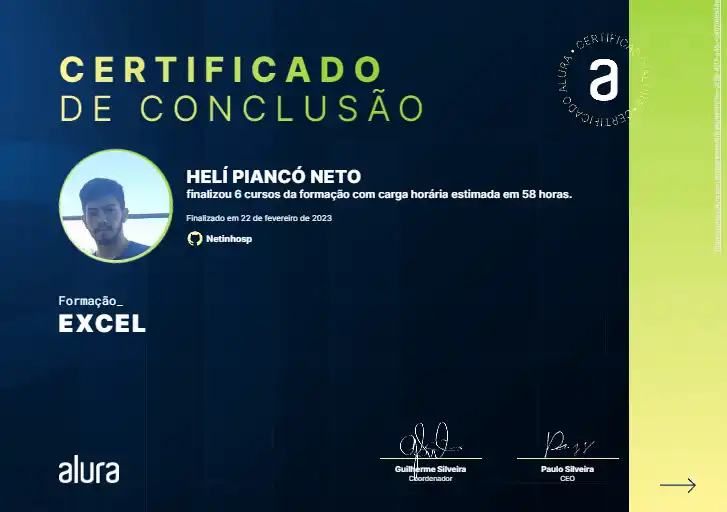 CERTIFICADO
DE CONCLUSÃO
CERTIFICADO ALURA • CERTIFICADO ALURA •
a
HELÍ PIANCÓ NETO
finalizou 6 cursos da formação com carga horária estimada em 58 horas.
Finalizado em 22 de fevereiro de 2023
Netinhosp
Formação_
EXCEL
alura
Guilherme Silveira
Coordenador
Paulo Silveira
CEO